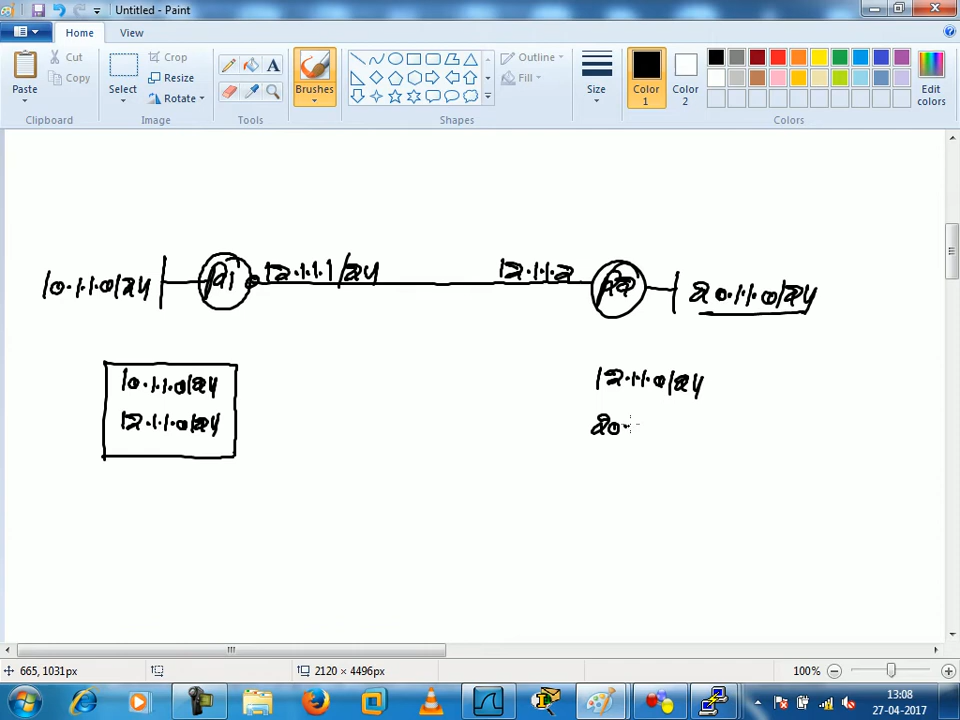 Untitled - Paint
Home
View
Paste
Cut
Copy
Clipboard
Select
Crop
Resize
Rotate
Image
A
Tools
Brushes
Outline
Fill
Shapes
Size
Color 1
Color 2
Edit colors
Colors
10.1.1.0/24
R1
12.1.1.1/24
12.1.1.2
R2
20.1.1.0/24
10.1.1.0/24
12.1.1.0/24
12.1.1.0/24
20.
665, 1031px
2120 × 4496px
100%
13:08
27-04-2017